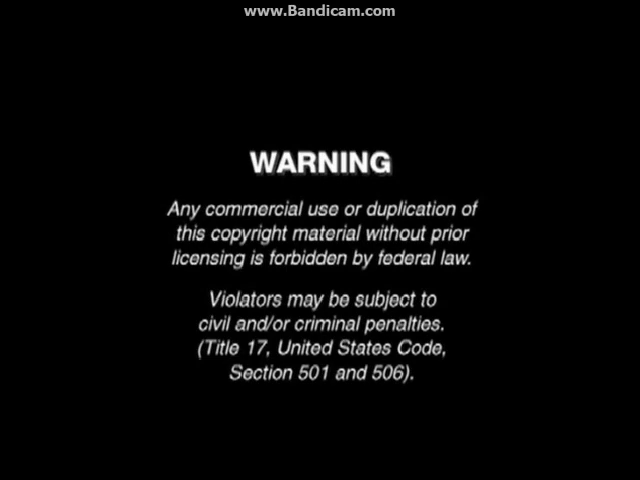 www.Bandicam.com
WARNING
Any commercial use or duplication of
this copyright material without prior
licensing is forbidden by federal law.
Violators may be subject to
civil and/or criminal penalties.
(Title 17, United States Code,
Section 501 and 506).